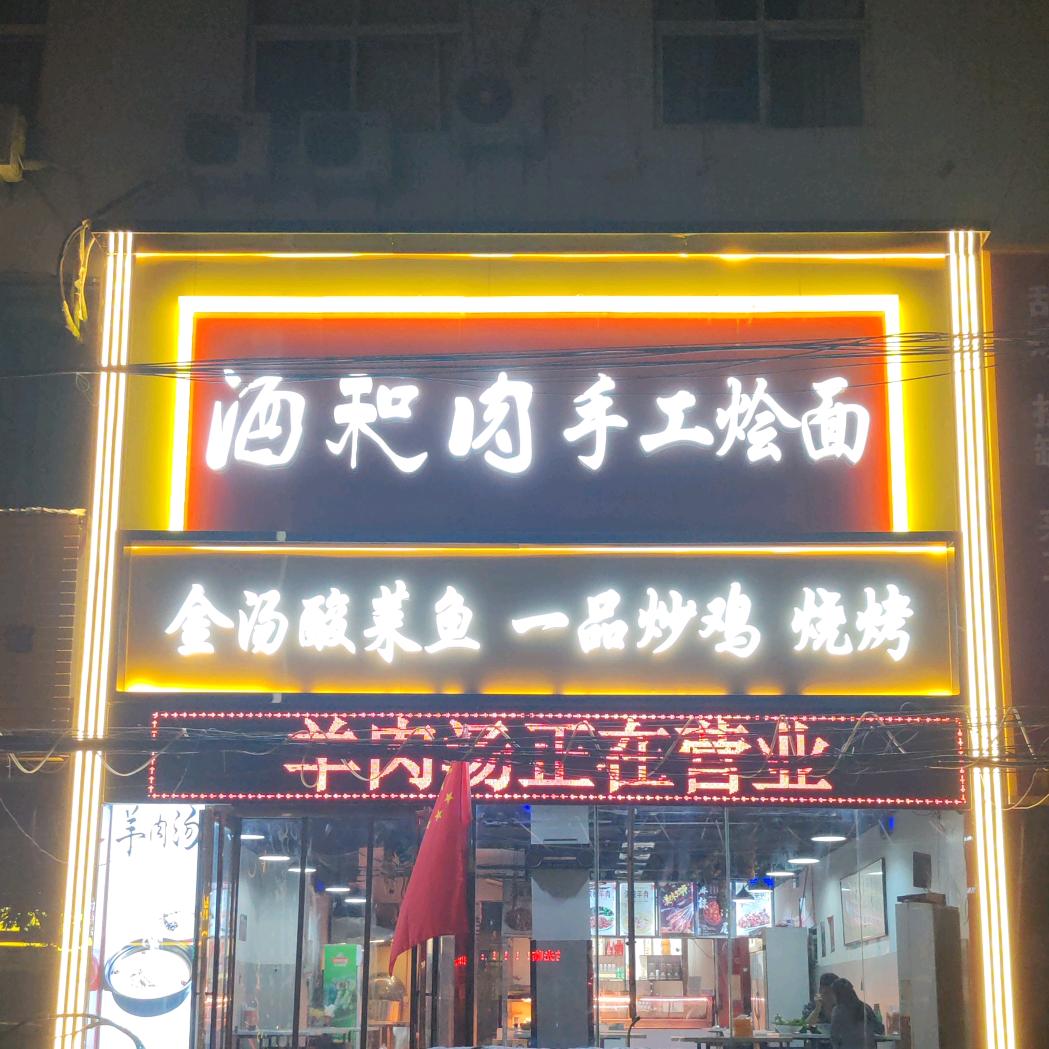 酒和肉手工烩面
金汤酸菜鱼 一品炒鸡 烧烤
羊肉汤正在营业
羊肉汤